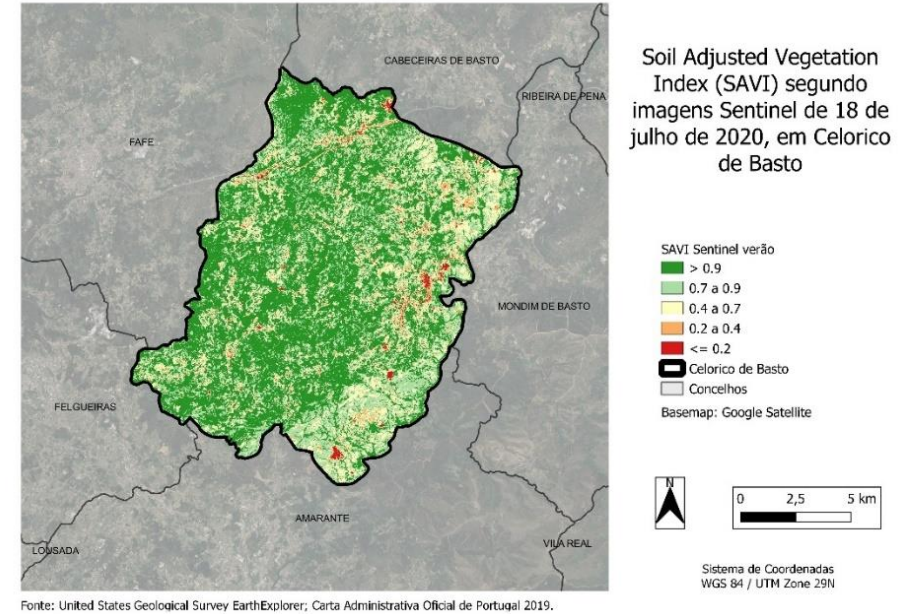 CABECEIRAS DE BASTO
RIBEIRA DE PENA
FAFE
MONDIM DE BASTO
FELGUEIRAS
AMARANTE
LOUSADA
VILA REAL
Soil Adjusted Vegetation
Index (SAVI) segundo
imagens Sentinel de 18 de
julho de 2020, em Celorico
de Basto
SAVI Sentinel verão
> 0.9
0.7 a 0.9
0.4 a 0.7
0.2 a 0.4
<= 0.2
Celorico de Basto
Concelhos
Basemap: Google Satellite
N
0 2,5 5 km
Sistema de Coordenadas
WGS 84 / UTM Zone 29N
Fonte: United States Geological Survey EarthExplorer; Carta Administrativa Oficial de Portugal 2019.